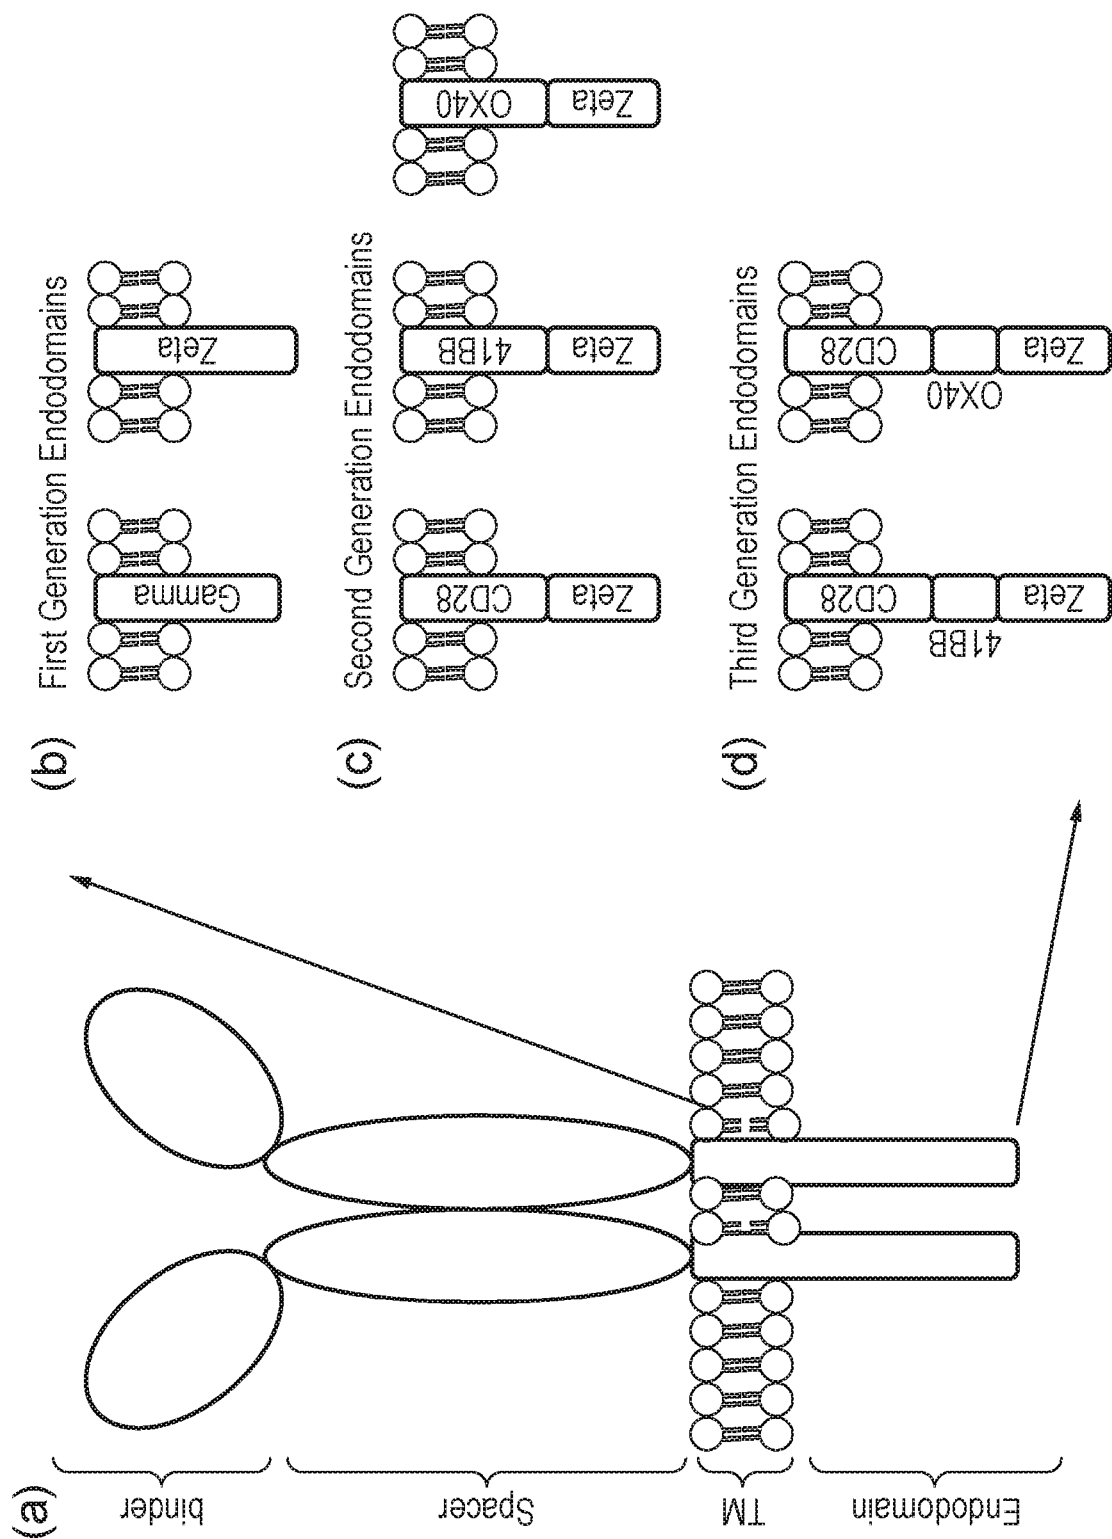 (a)
binder
Spacer
TM
Endodomain
(b)
First Generation Endodomains
Gamma
Zeta
(c)
Second Generation Endodomains
CD28
Zeta
41BB
Zeta
OX40
Zeta
(d)
Third Generation Endodomains
CD28
41BB
Zeta
CD28
OX40
Zeta